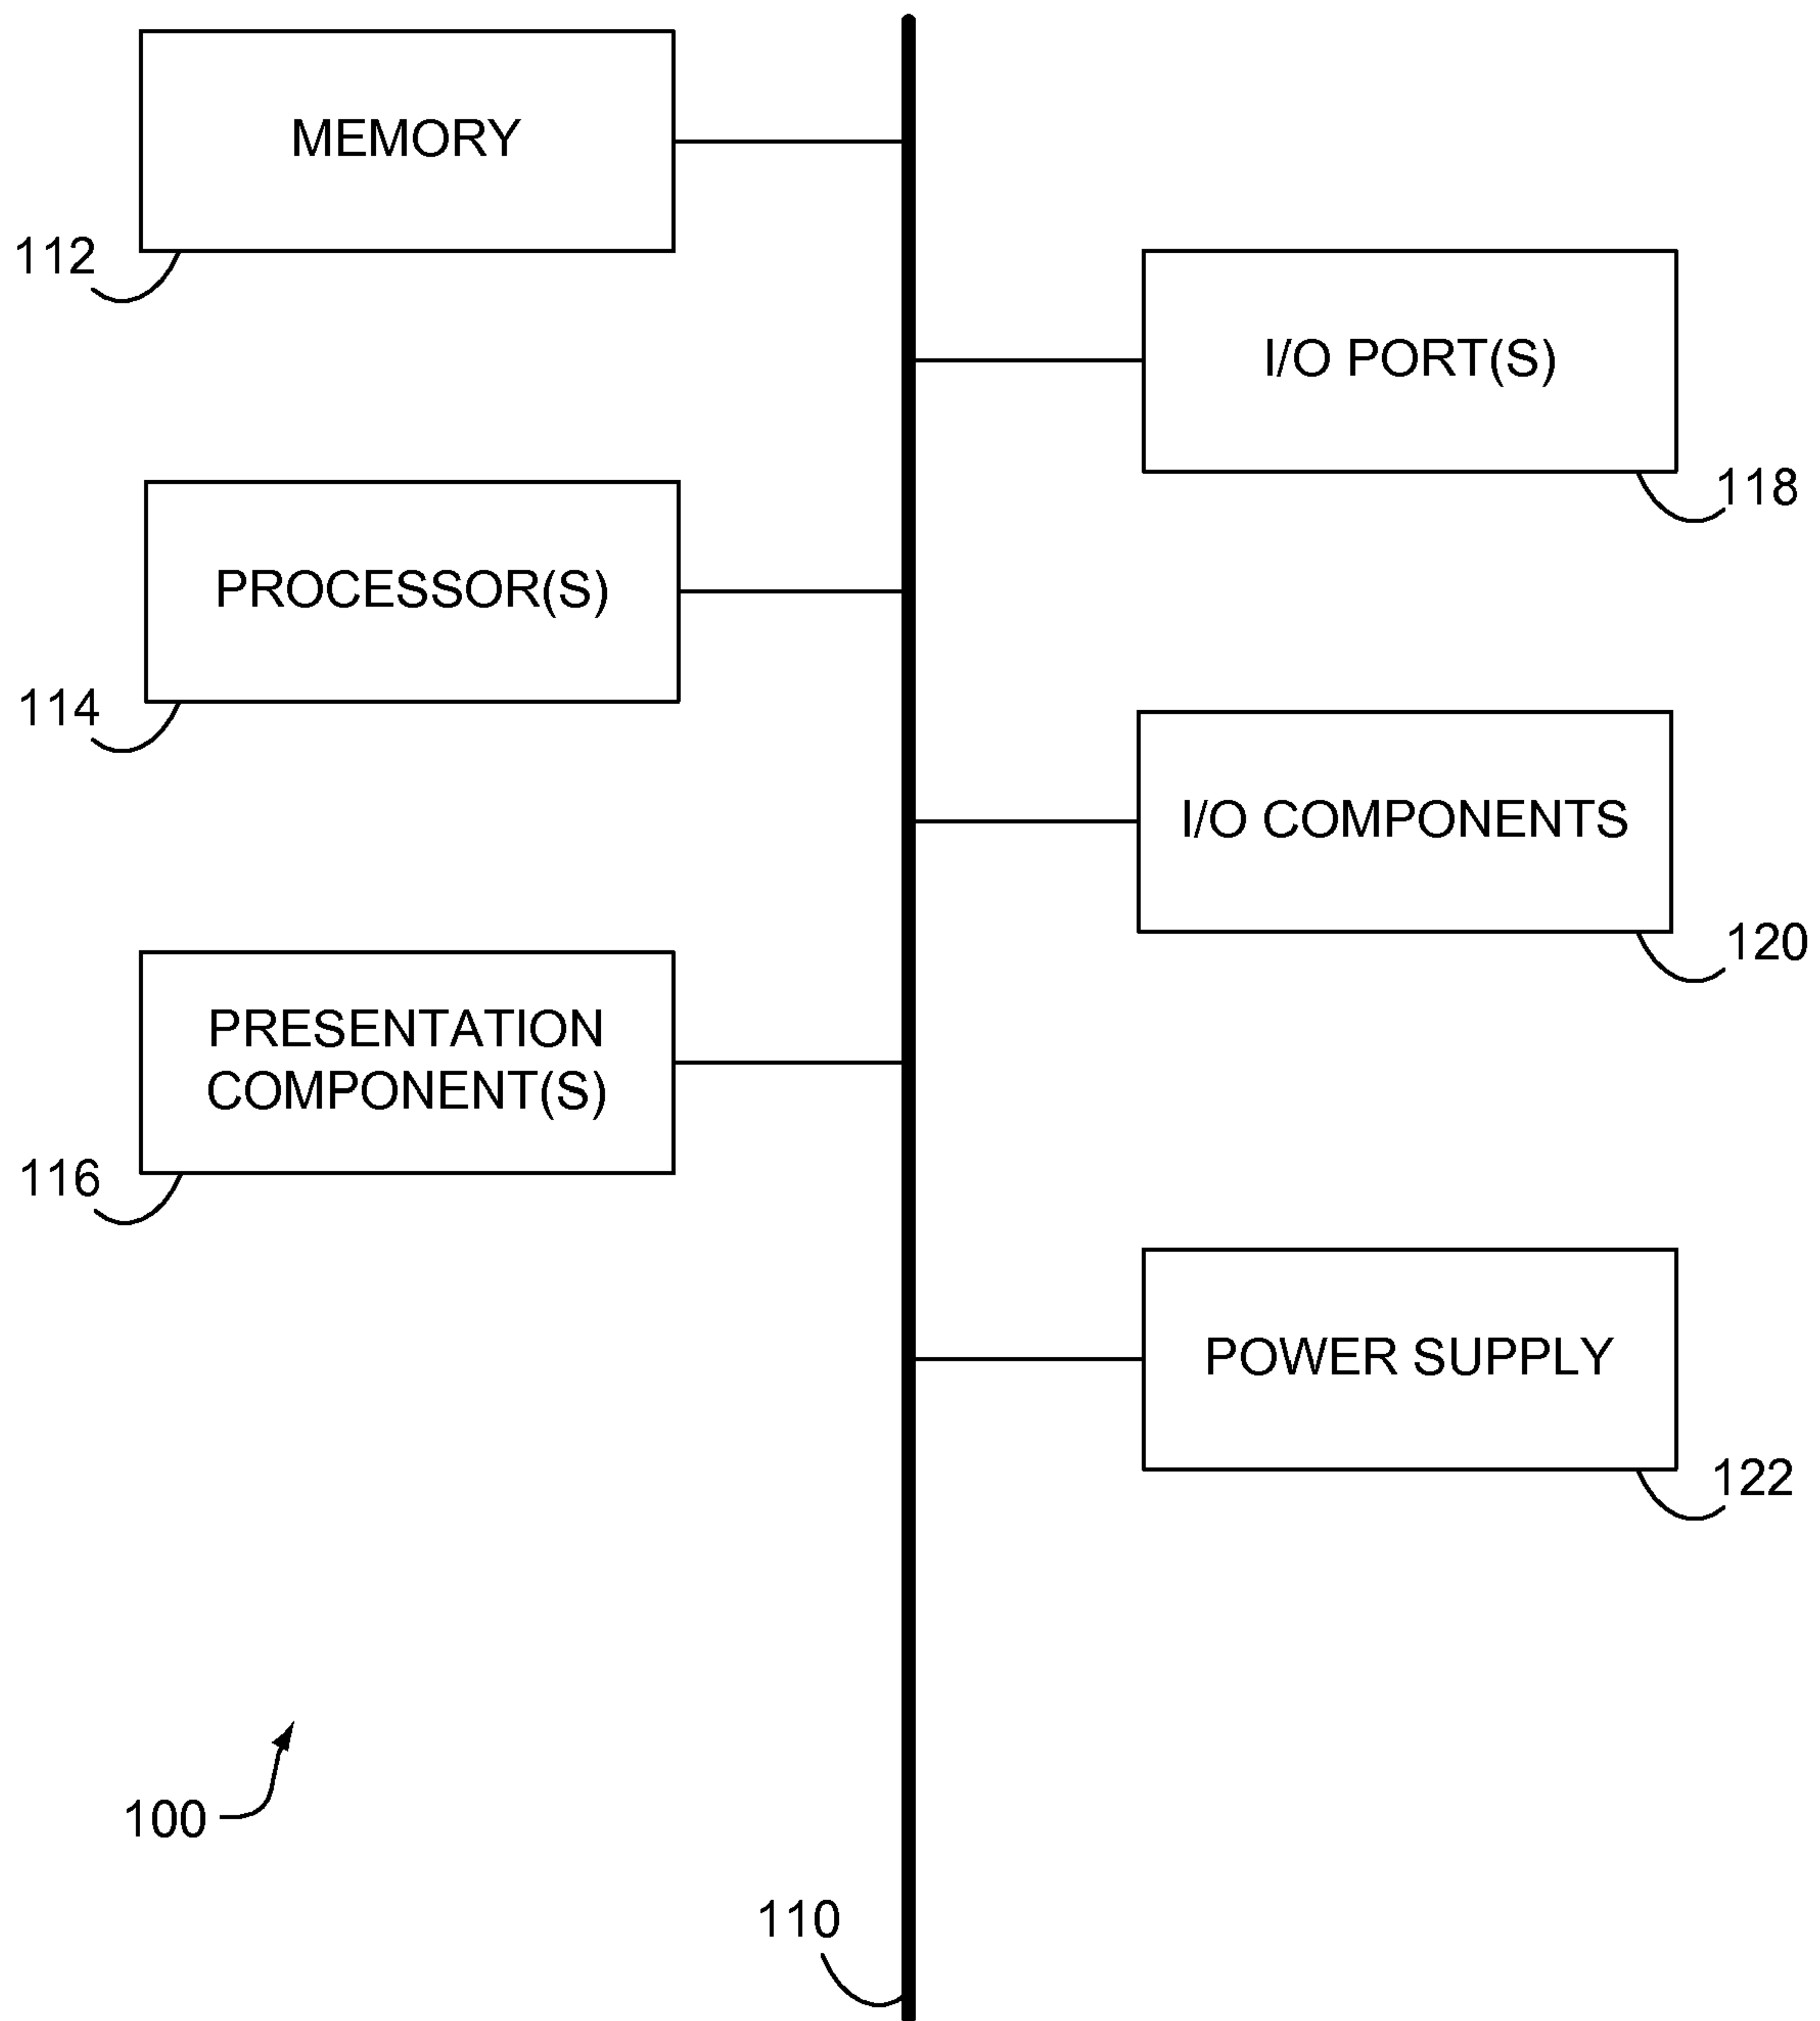 MEMORY
112
I/O PORT(S)
118
PROCESSOR(S)
114
I/O COMPONENTS
120
PRESENTATION
COMPONENT(S)
116
POWER SUPPLY
122
100
110